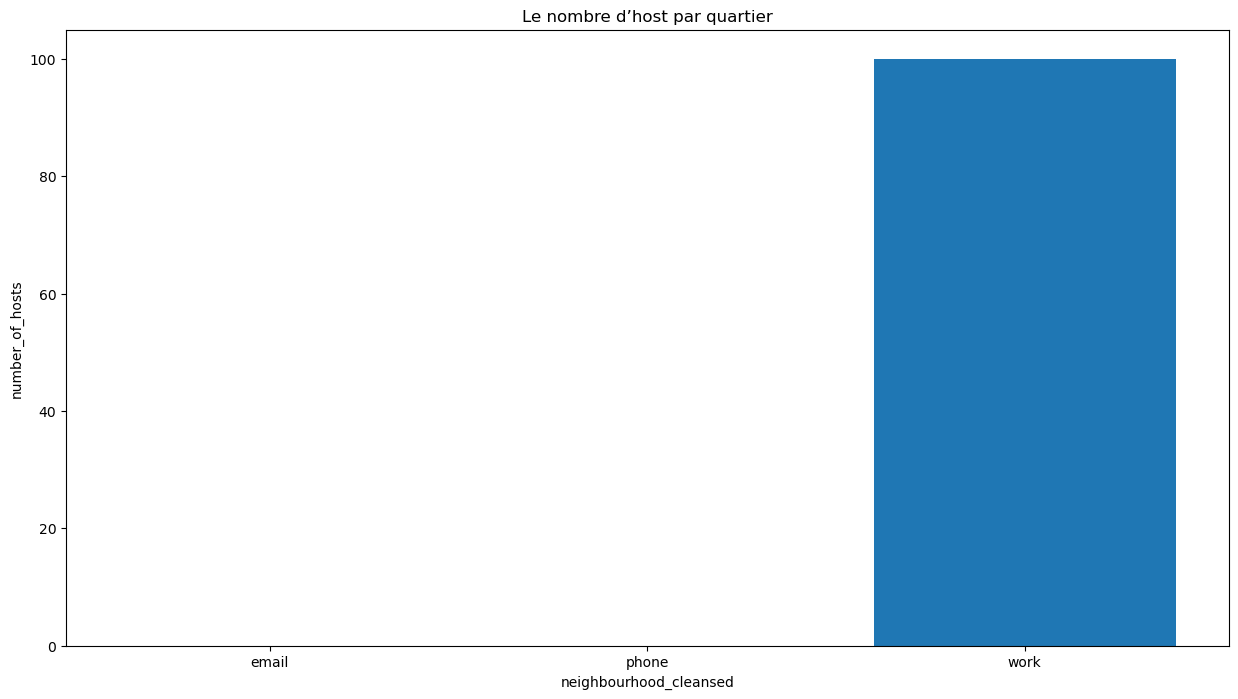 Le nombre d’host par quartier
number_of_hosts
100
80
60
40
20
0
email phone work
neighbourhood_cleansed